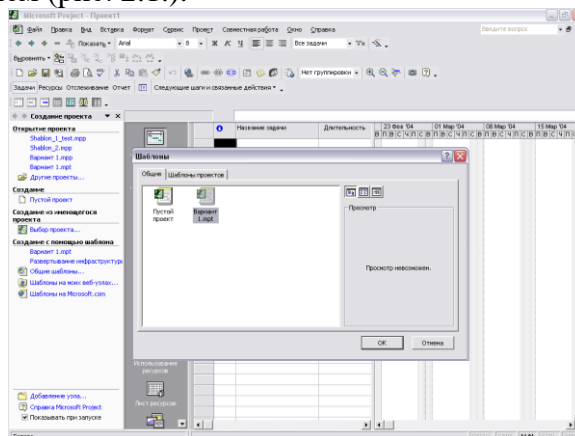 (рис. 2.1.).
Microsoft Project - Проект1
Файл Правка Вид Вставка Формат Сервис Проект Совместная работа Окно Справка
Введите вопрос
Показать Arial 8 Ж К Ч Все задачи
Выровнять
Нет группировки
Задачи Ресурсы Отслеживание Отчет Следующие шаги и связанные действия
Создание проекта
Открытие проекта
Shablon_1_test.mpp
Shablon_2.mpp
Вариант 1.mpp
Вариант 1.mpt
Другие проекты...
Создание
Пустой проект
Создание из имеющегося проекта
Выбор проекта...
Создание с помощью шаблона
Вариант 1.mpt
Развертывание инфраструктуры
Общие шаблоны...
Шаблоны на моих веб-узлах...
Шаблоны на Microsoft.com
Добавление узла...
Справка Microsoft Project
Показывать при запуске
Название задачи Длительность
23 Фев '04 01 Мар '04 08 Мар '04 15 Мар '04
Шаблоны
Общие Шаблоны проектов
Пустой проект
Вариант 1.mpt
Просмотр
Просмотр невозможен.
ОК Отмена
Использование ресурсов
Лист ресурсов